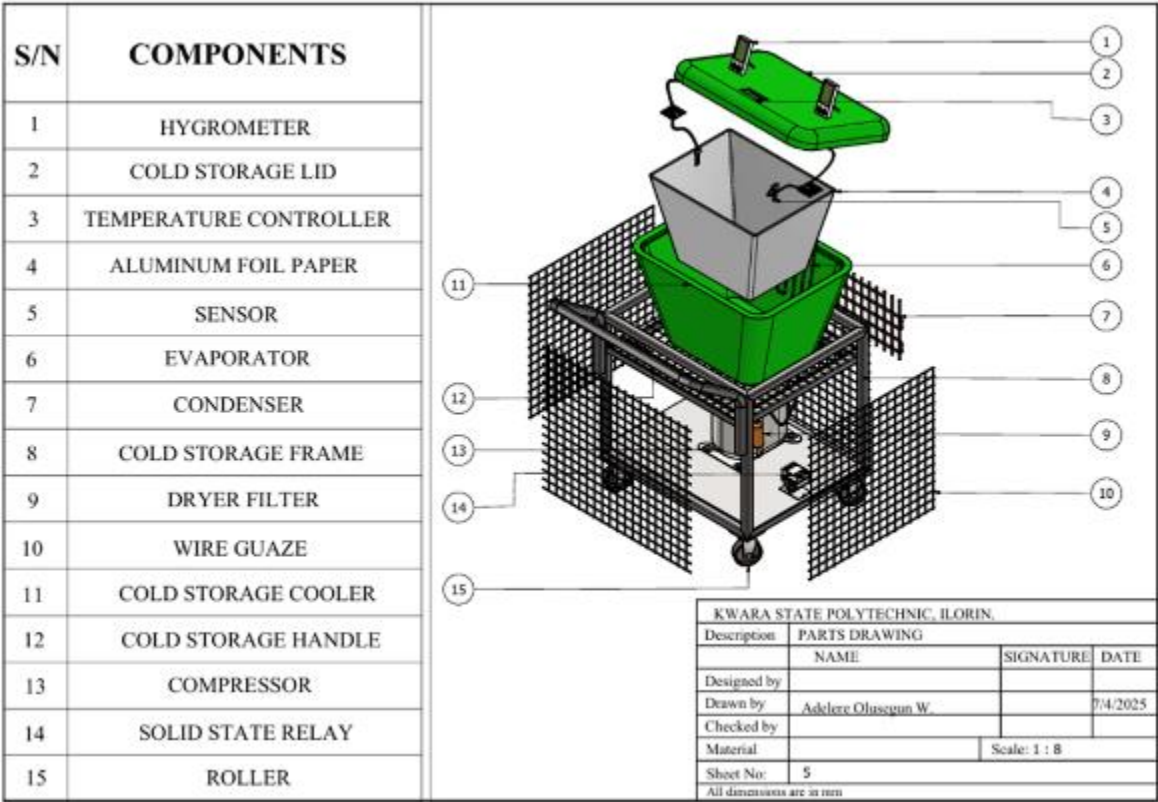 S/N COMPONENTS
1 HYGROMETER
2 COLD STORAGE LID
3 TEMPERATURE CONTROLLER
4 ALUMINUM FOIL PAPER
5 SENSOR
6 EVAPORATOR
7 CONDENSER
8 COLD STORAGE FRAME
9 DRYER FILTER
10 WIRE GUAZE
11 COLD STORAGE COOLER
12 COLD STORAGE HANDLE
13 COMPRESSOR
14 SOLID STATE RELAY
15 ROLLER
1
2
3
4
5
6
7
8
9
10
11
12
13
14
15
KWARA STATE POLYTECHNIC, ILORIN.
Description PARTS DRAWING
NAME SIGNATURE DATE
Designed by
Drawn by Adelere Olusegun W. 7/4/2025
Checked by
Material Scale: 1 : 8
Sheet No: 5
All dimensions are in mm